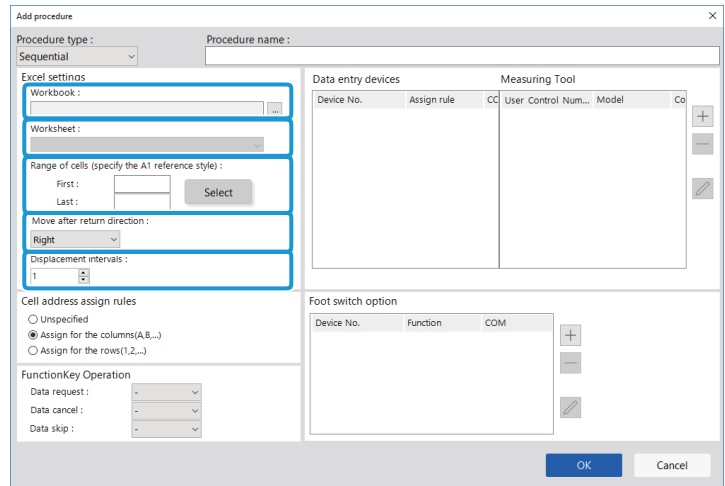 Add procedure
Procedure type :
Procedure name :
Sequential
Excel settings
Workbook :
...
Worksheet :
Range of cells (specify the A1 reference style) :
First :
Select
Last :
Move after return direction :
Right
Displacement intervals :
1
Data entry devices
Measuring Tool
Device No. Assign rule CC User Control Num... Model Co
Cell address assign rules
Unspecified
Assign for the columns(A,B,...)
Assign for the rows(1,2,...)
FunctionKey Operation
Data request : -
Data cancel : -
Data skip : -
Foot switch option
Device No. Function COM
OK Cancel